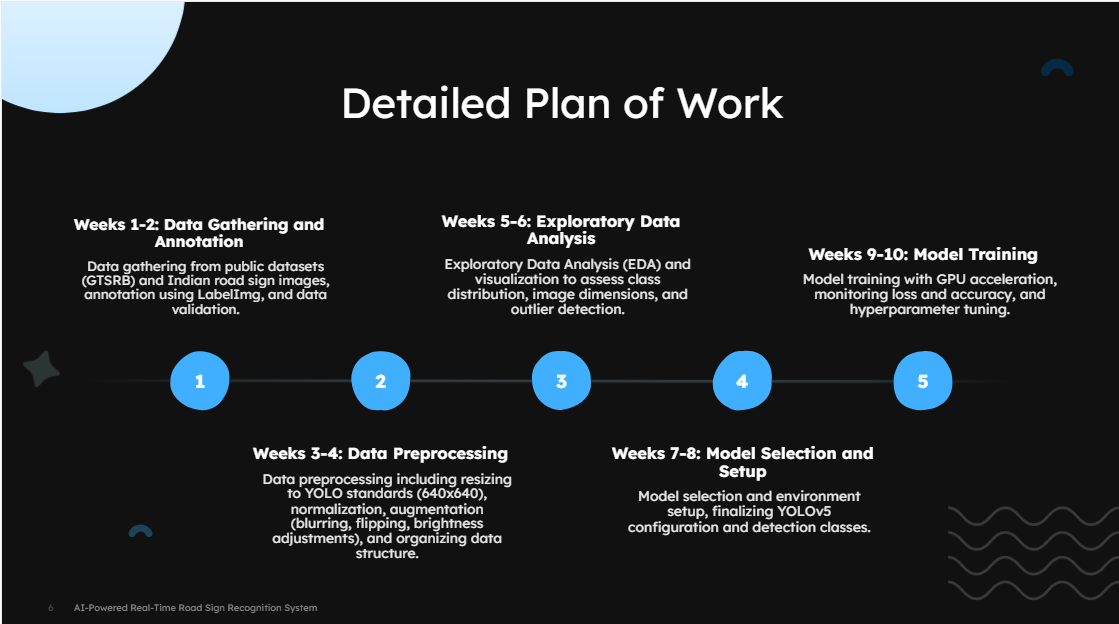 Detailed Plan of Work
Weeks 1-2: Data Gathering and
Annotation
Data gathering from public datasets
(GTSRB) and Indian road sign images,
annotation using LabelImg, and data
validation.
Weeks 5-6: Exploratory Data
Analysis
Exploratory Data Analysis (EDA) and
visualization to assess class
distribution, image dimensions, and
outlier detection.
Weeks 9-10: Model Training
Model training with GPU acceleration,
monitoring loss and accuracy, and
hyperparameter tuning.
1
2
3
4
5
Weeks 3-4: Data Preprocessing
Data preprocessing including resizing
to YOLO standards (640x640),
normalization, augmentation
(blurring, flipping, brightness
adjustments), and organizing data
structure.
Weeks 7-8: Model Selection and
Setup
Model selection and environment
setup, finalizing YOLOv5
configuration and detection classes.
6 AI-Powered Real-Time Road Sign Recognition System